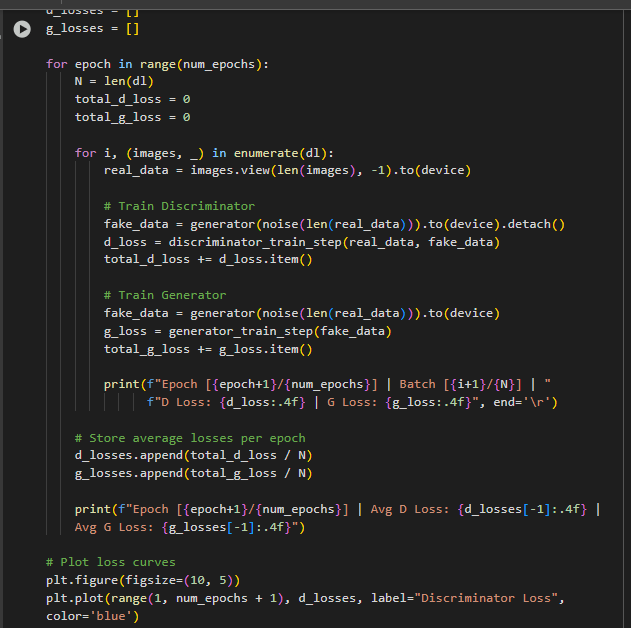 d_losses = []
g_losses = []
for epoch in range(num_epochs):
    N = len(dl)
    total_d_loss = 0
    total_g_loss = 0
    for i, (images, _) in enumerate(dl):
        real_data = images.view(len(images), -1).to(device)
        # Train Discriminator
        fake_data = generator(noise(len(real_data))).to(device).detach()
        d_loss = discriminator_train_step(real_data, fake_data)
        total_d_loss += d_loss.item()
        # Train Generator
        fake_data = generator(noise(len(real_data))).to(device)
        g_loss = generator_train_step(fake_data)
        total_g_loss += g_loss.item()
        print(f"Epoch [{epoch+1}/{num_epochs}] | Batch [{i+1}/{N}] | "
              f"D Loss: {d_loss:.4f} | G Loss: {g_loss:.4f}", end='\r')
    # Store average losses per epoch
    d_losses.append(total_d_loss / N)
    g_losses.append(total_g_loss / N)
    print(f"Epoch [{epoch+1}/{num_epochs}] | Avg D Loss: {d_losses[-1]:.4f} |
    Avg G Loss: {g_losses[-1]:.4f}")
# Plot loss curves
plt.figure(figsize=(10, 5))
plt.plot(range(1, num_epochs + 1), d_losses, label="Discriminator Loss",
color='blue')